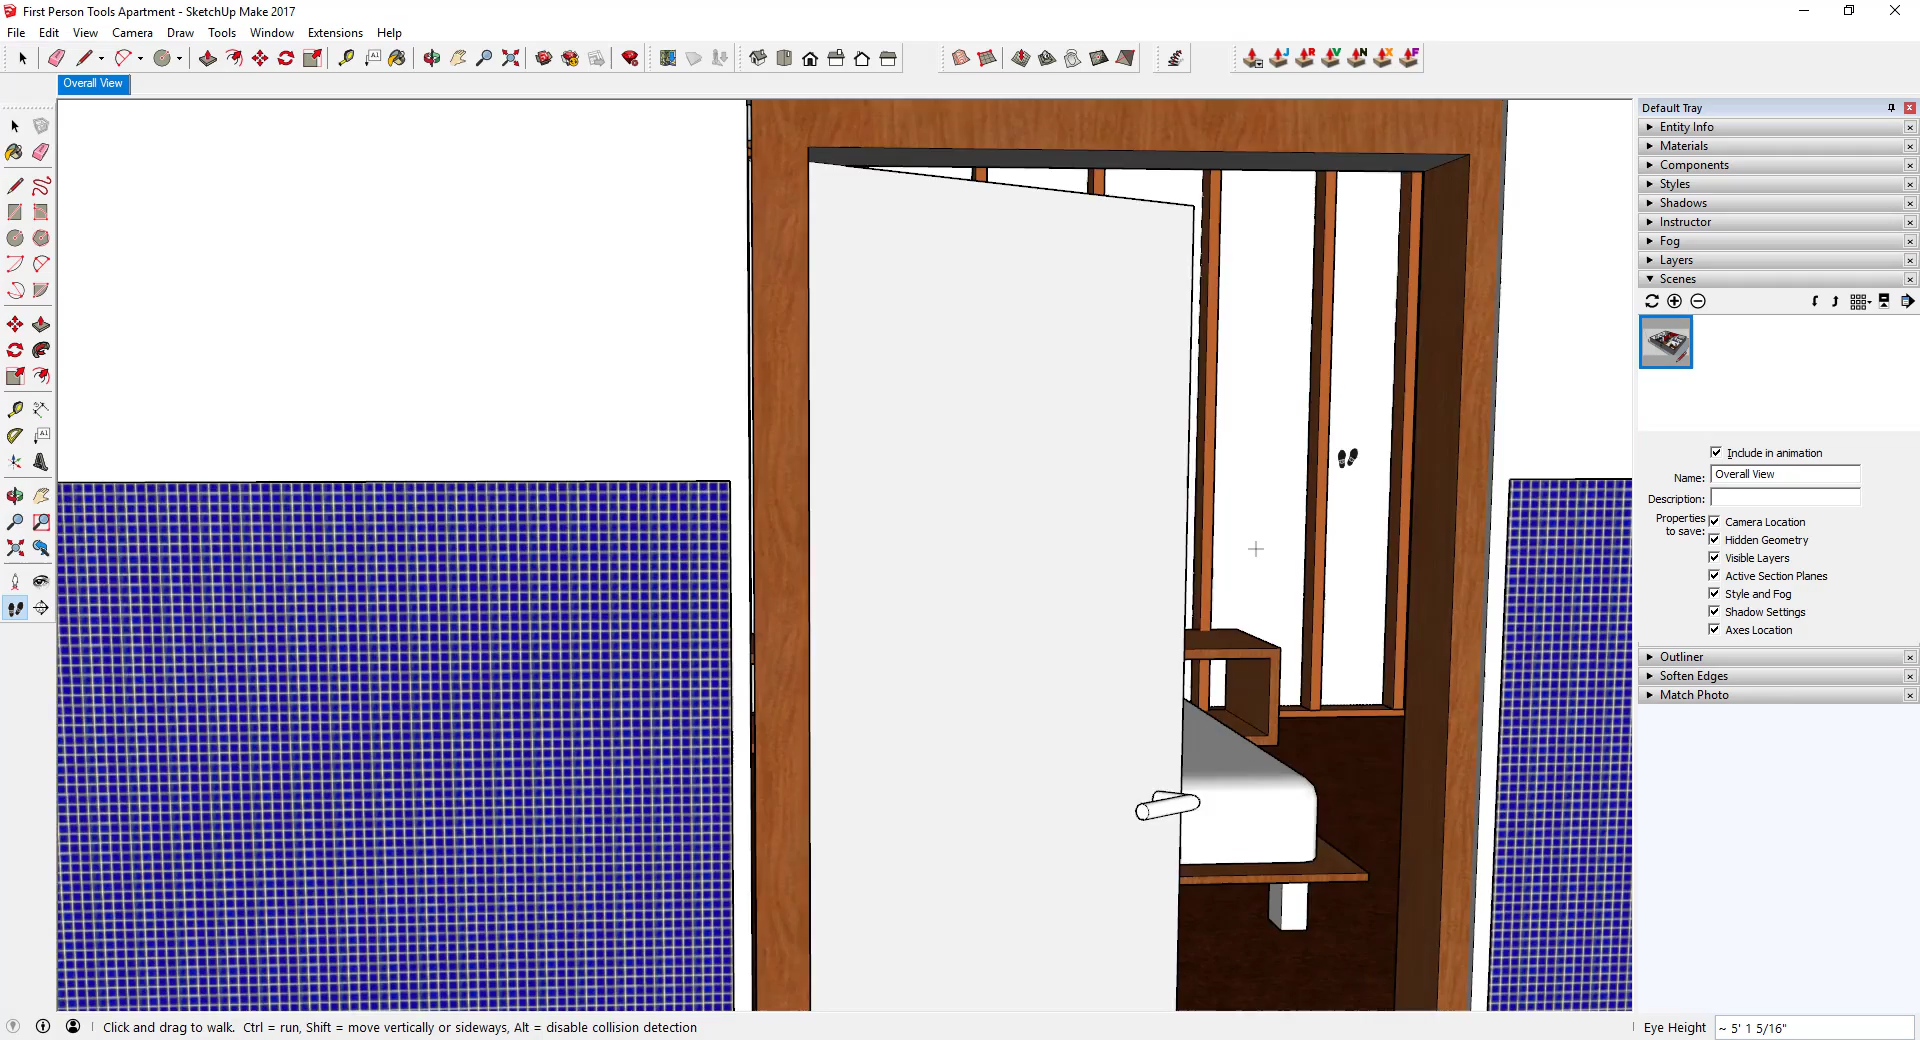 First Person Tools Apartment - SketchUp Make 2017
File Edit View Camera Draw Tools Window Extensions Help
A1 J R V N X F
Overall View
Default Tray
Entity Info
Materials
Components
Styles
Shadows
Instructor
Fog
Layers
Scenes
Include in animation
Name: Overall View
Description:
Properties to save:
Camera Location
Hidden Geometry
Visible Layers
Active Section Planes
Style and Fog
Shadow Settings
Axes Location
Outliner
Soften Edges
Match Photo
A1
Click and drag to walk. Ctrl = run, Shift = move vertically or sideways, Alt = disable collision detection
Eye Height ~ 5' 1 5/16"